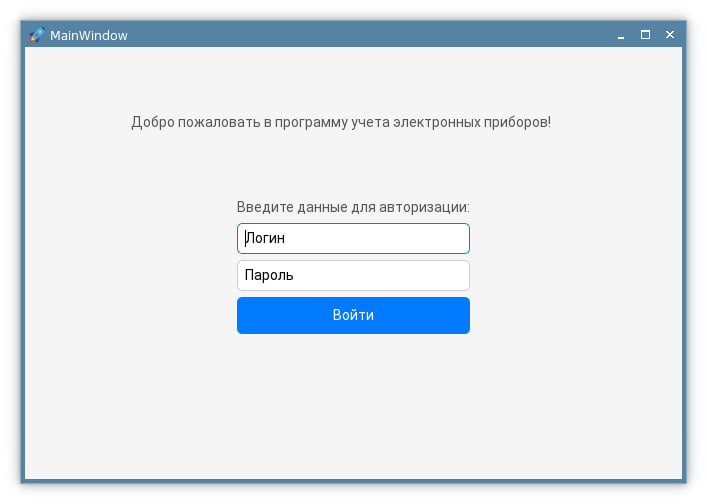 MainWindow
Добро пожаловать в программу учета электронных приборов!
Введите данные для авторизации:
Логин
Пароль
Войти